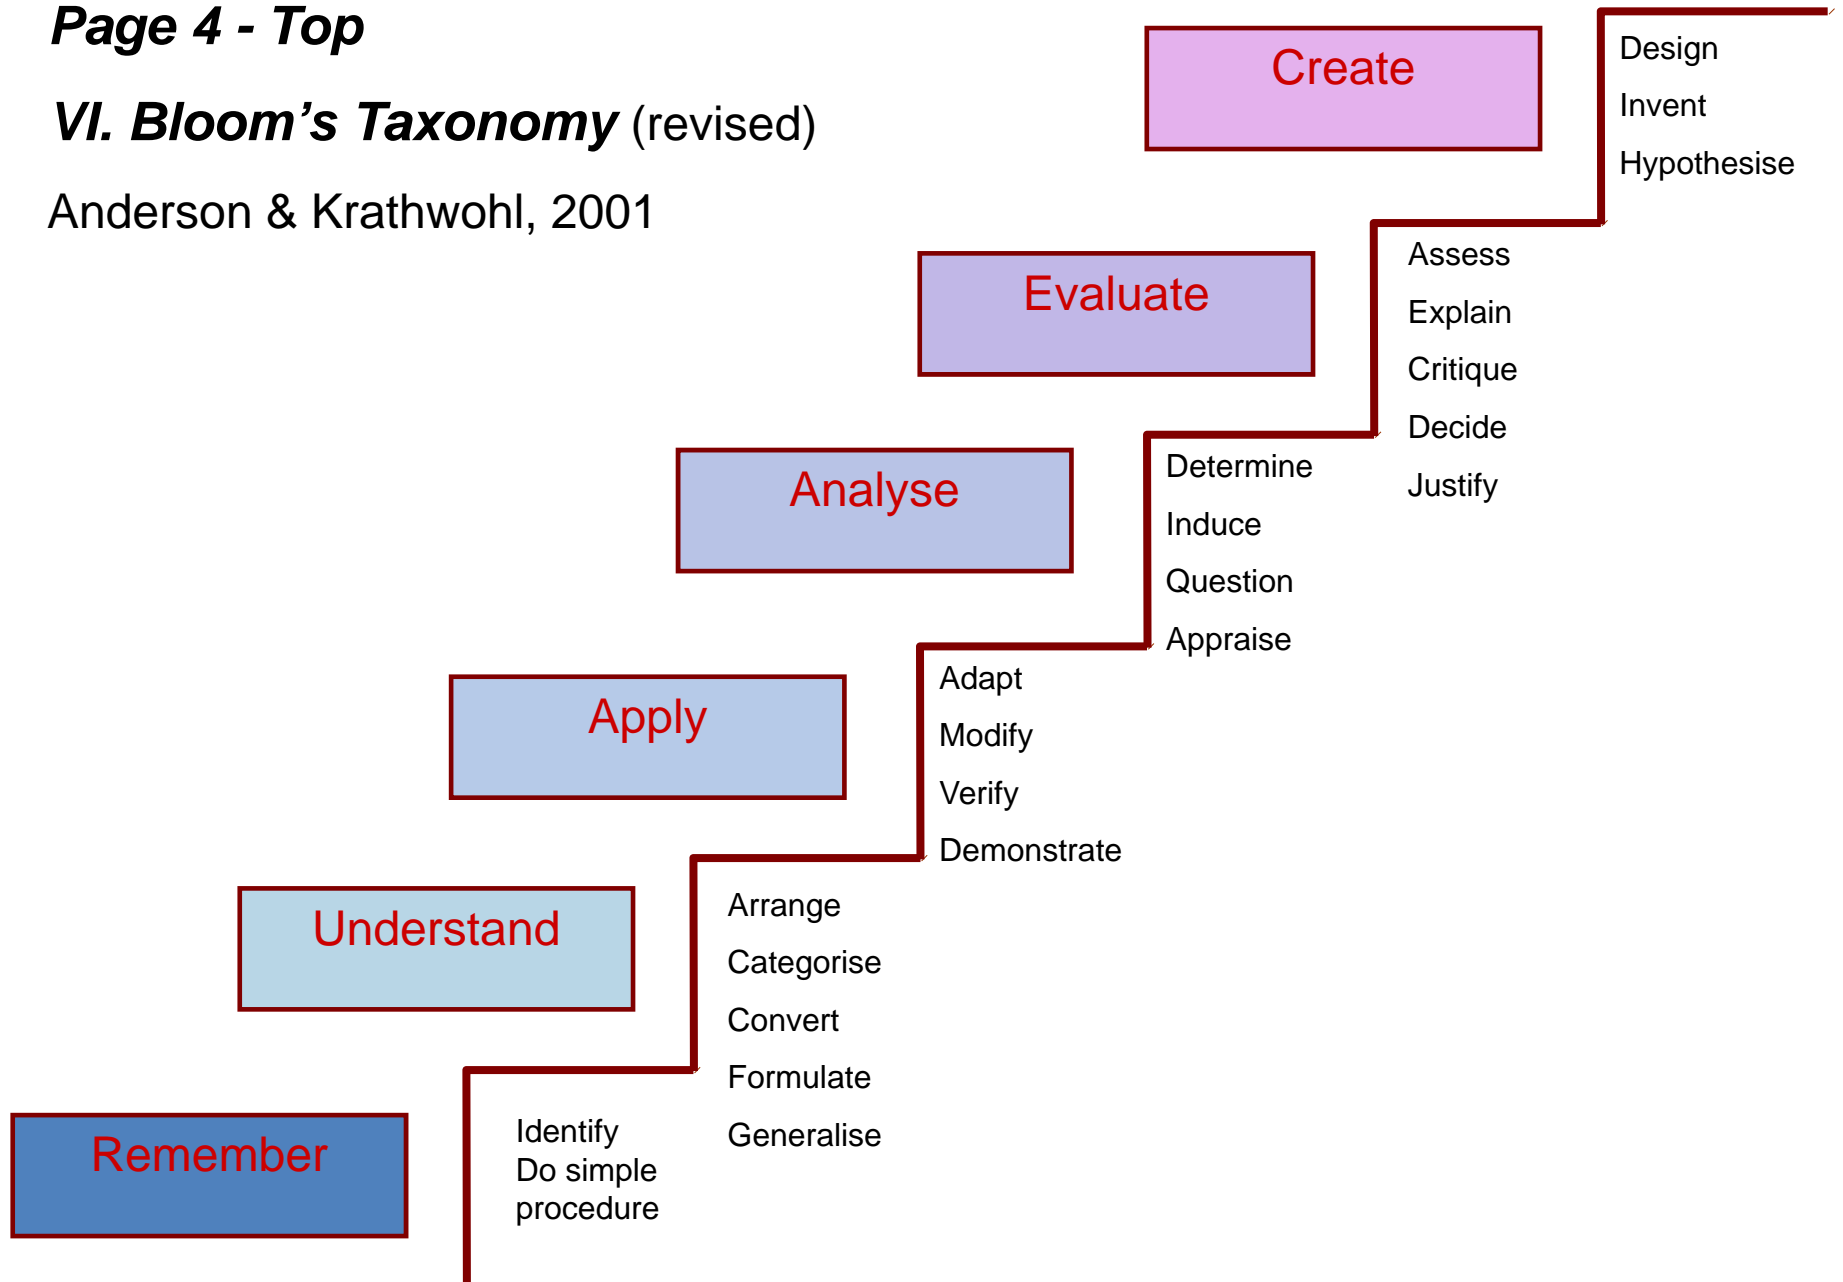 Page 4 - Top
VI. Bloom's Taxonomy (revised)
Anderson & Krathwohl, 2001
Create
Design
Invent
Hypothesise
Evaluate
Assess
Explain
Critique
Decide
Justify
Analyse
Determine
Induce
Question
Appraise
Apply
Adapt
Modify
Verify
Demonstrate
Understand
Arrange
Categorise
Convert
Formulate
Generalise
Remember
Identify
Do simple
procedure